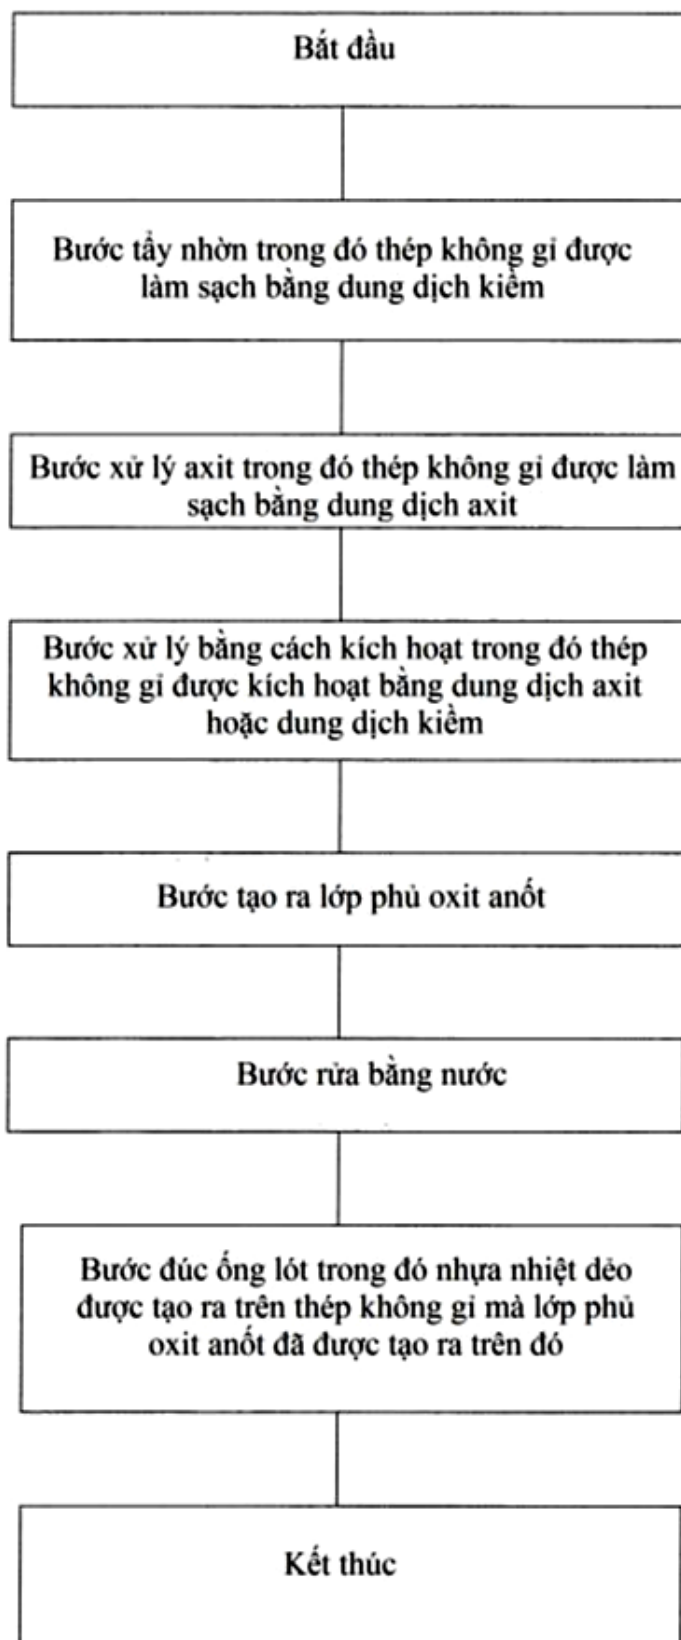 Bắt đầu
Bước tẩy nhờn trong đó thép không gỉ được
làm sạch bằng dung dịch kiềm
Bước xử lý axit trong đó thép không gỉ được làm
sạch bằng dung dịch axit
Bước xử lý bằng cách kích hoạt trong đó thép
không gỉ được kích hoạt bằng dung dịch axit
hoặc dung dịch kiềm
Bước tạo ra lớp phủ oxit anốt
Bước rửa bằng nước
Bước đúc ống lót trong đó nhựa nhiệt dẻo
được tạo ra trên thép không gỉ mà lớp phủ
oxit anốt đã được tạo ra trên đó
Kết thúc